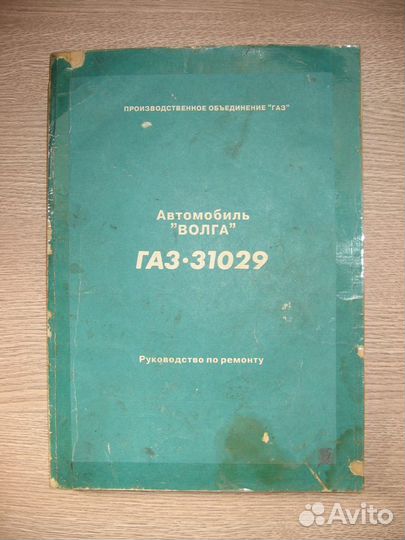 ПРОИЗВОДСТВЕННОЕ ОБЪЕДИНЕНИЕ "ГАЗ"
Автомобиль
"ВОЛГА"
ГАЗ·31029
Руководство по ремонту
Avito